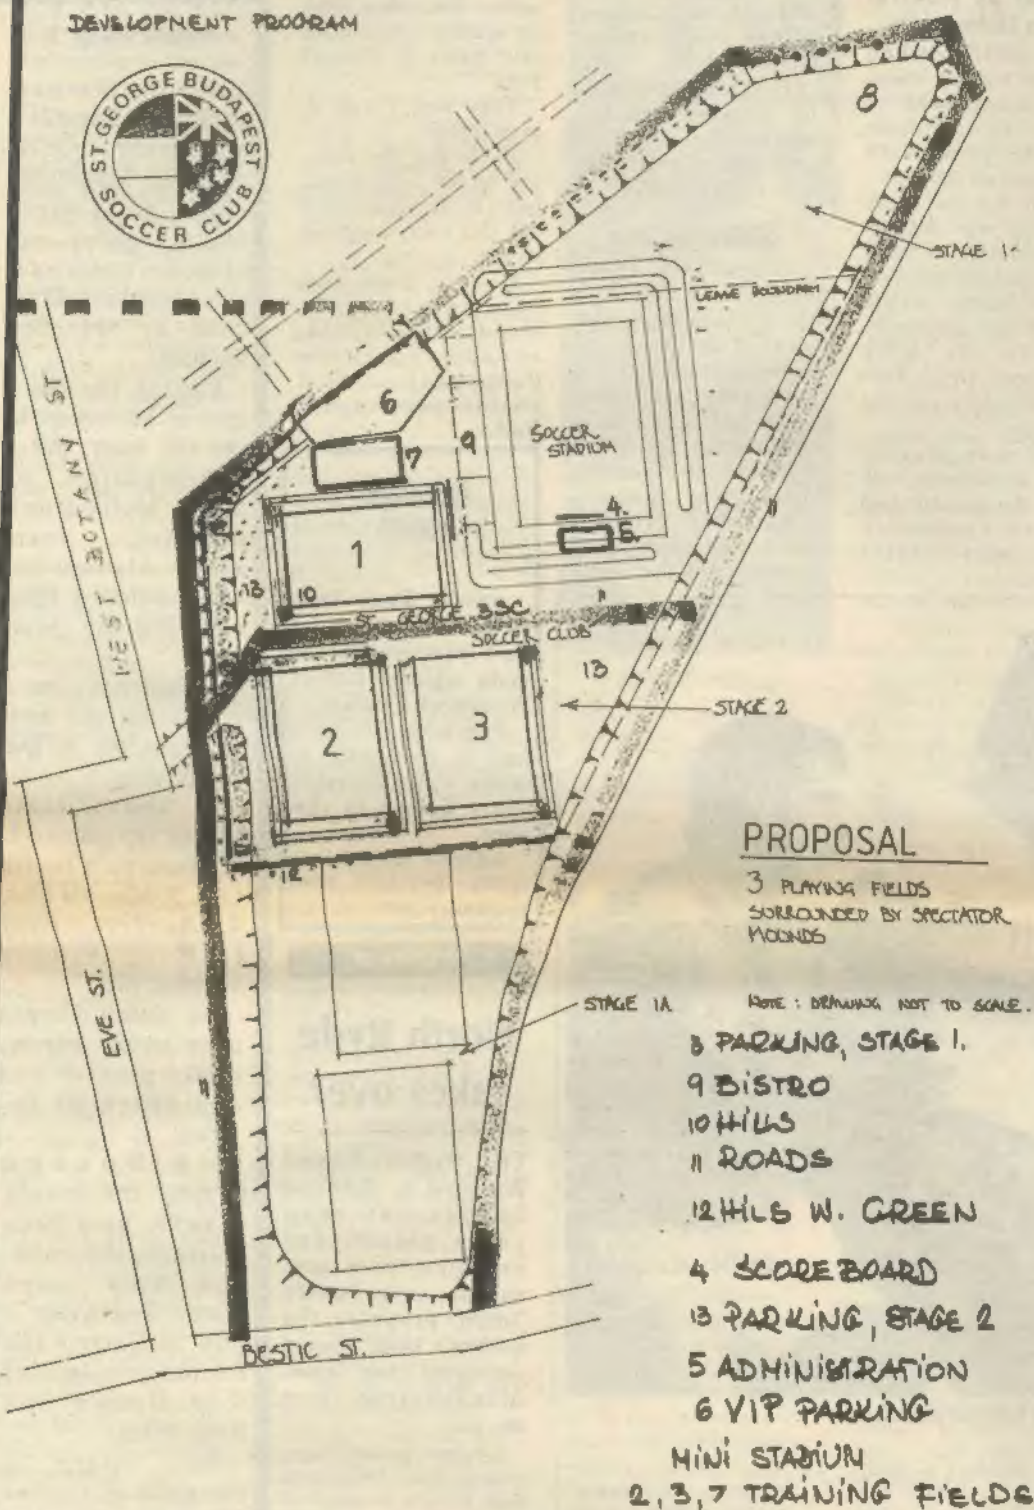 DEVELOPMENT PROGRAM
ST. GEORGE BUDAPEST
SOCCER CLUB
8
STAGE 1
LEASE BOUNDARY
WEST BOTANY ST
6
9
SOCCER
STADIUM
7
4.
5.
11
1
13
10
11
ST. GEORGE BSC
SOCCER CLUB
13
STAGE 2
2
3
12
PROPOSAL
3 PLAYING FIELDS
SURROUNDED BY SPECTATOR
MOUNDS
EVE ST.
STAGE 1A
NOTE : DRAWING NOT TO SCALE.
8 PARKING, STAGE 1.
9 BISTRO
10 HILLS
11 ROADS
11
12 HILLS W. GREEN
4 SCOREBOARD
13 PARKING, STAGE 2
BESTIC ST.
5 ADMINISTRATION
6 VIP PARKING
MINI STADIUM
2, 3, 7 TRAINING FIELDS